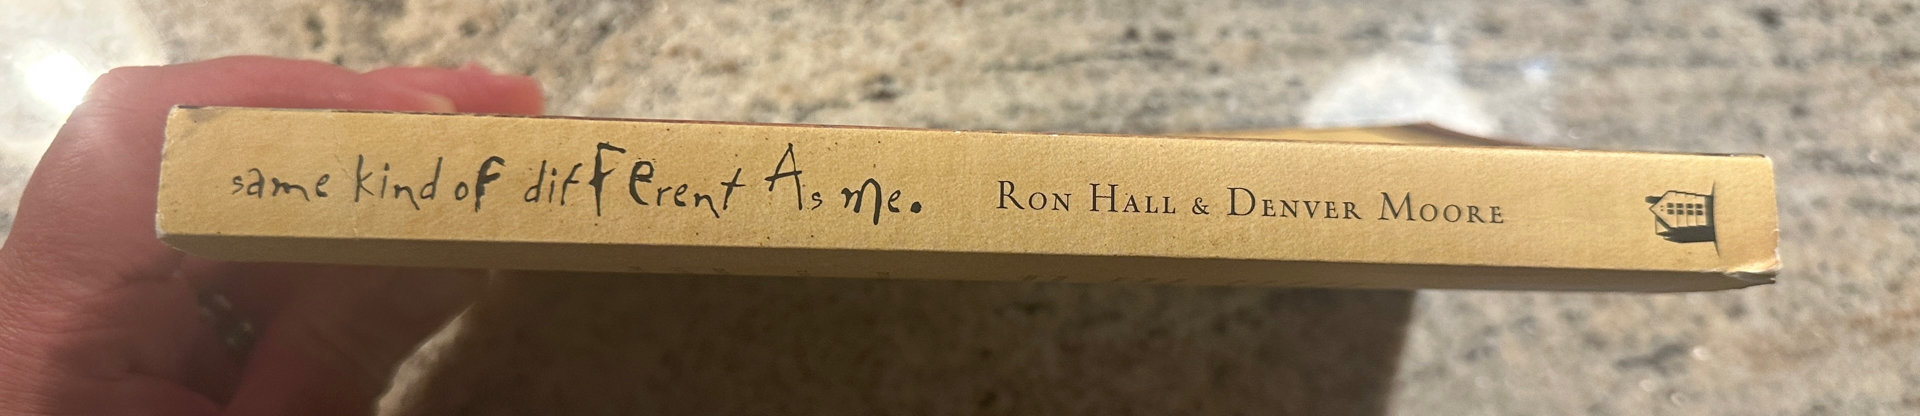 same kind of diFFerent As me. RON HALL & DENVER MOORE